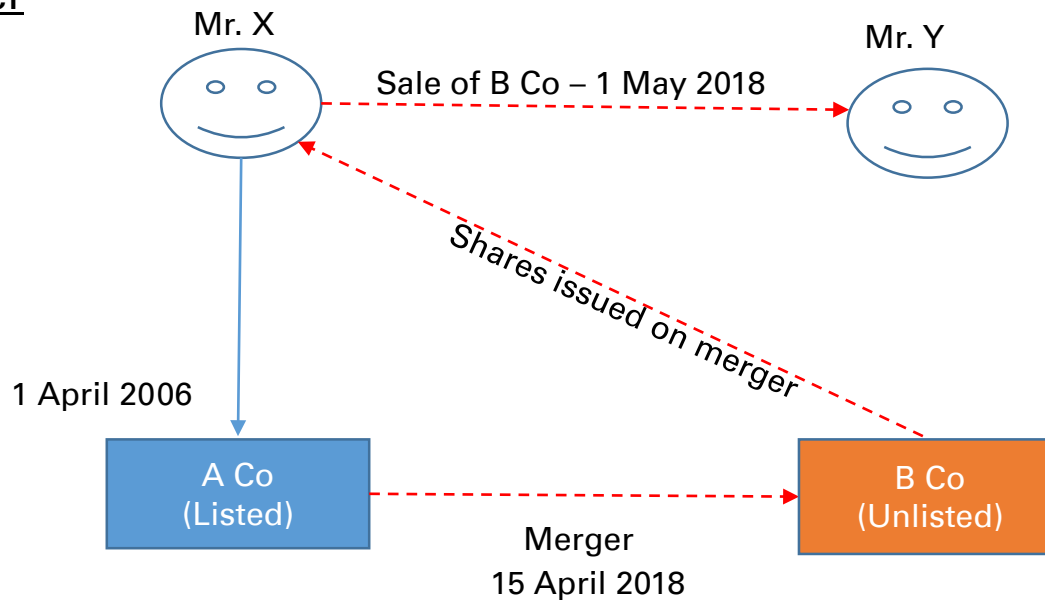 Mr. X
Mr. Y
Sale of B Co – 1 May 2018
Shares issued on merger
1 April 2006
A Co
(Listed)
B Co
(Unlisted)
Merger
15 April 2018